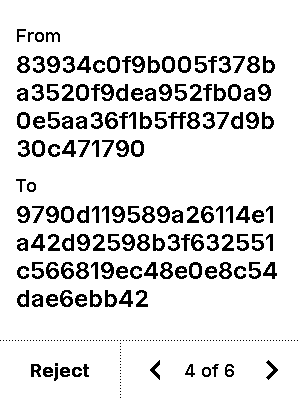 From
83934c0f9b005f378b
a3520f9dea952fb0a9
0e5aa36f1b5ff837d9b
30c471790
To
9790d119589a26114e1
a42d92598b3f632551
c566819ec48e0e8c54
dae6ebb42
Reject
4 of 6